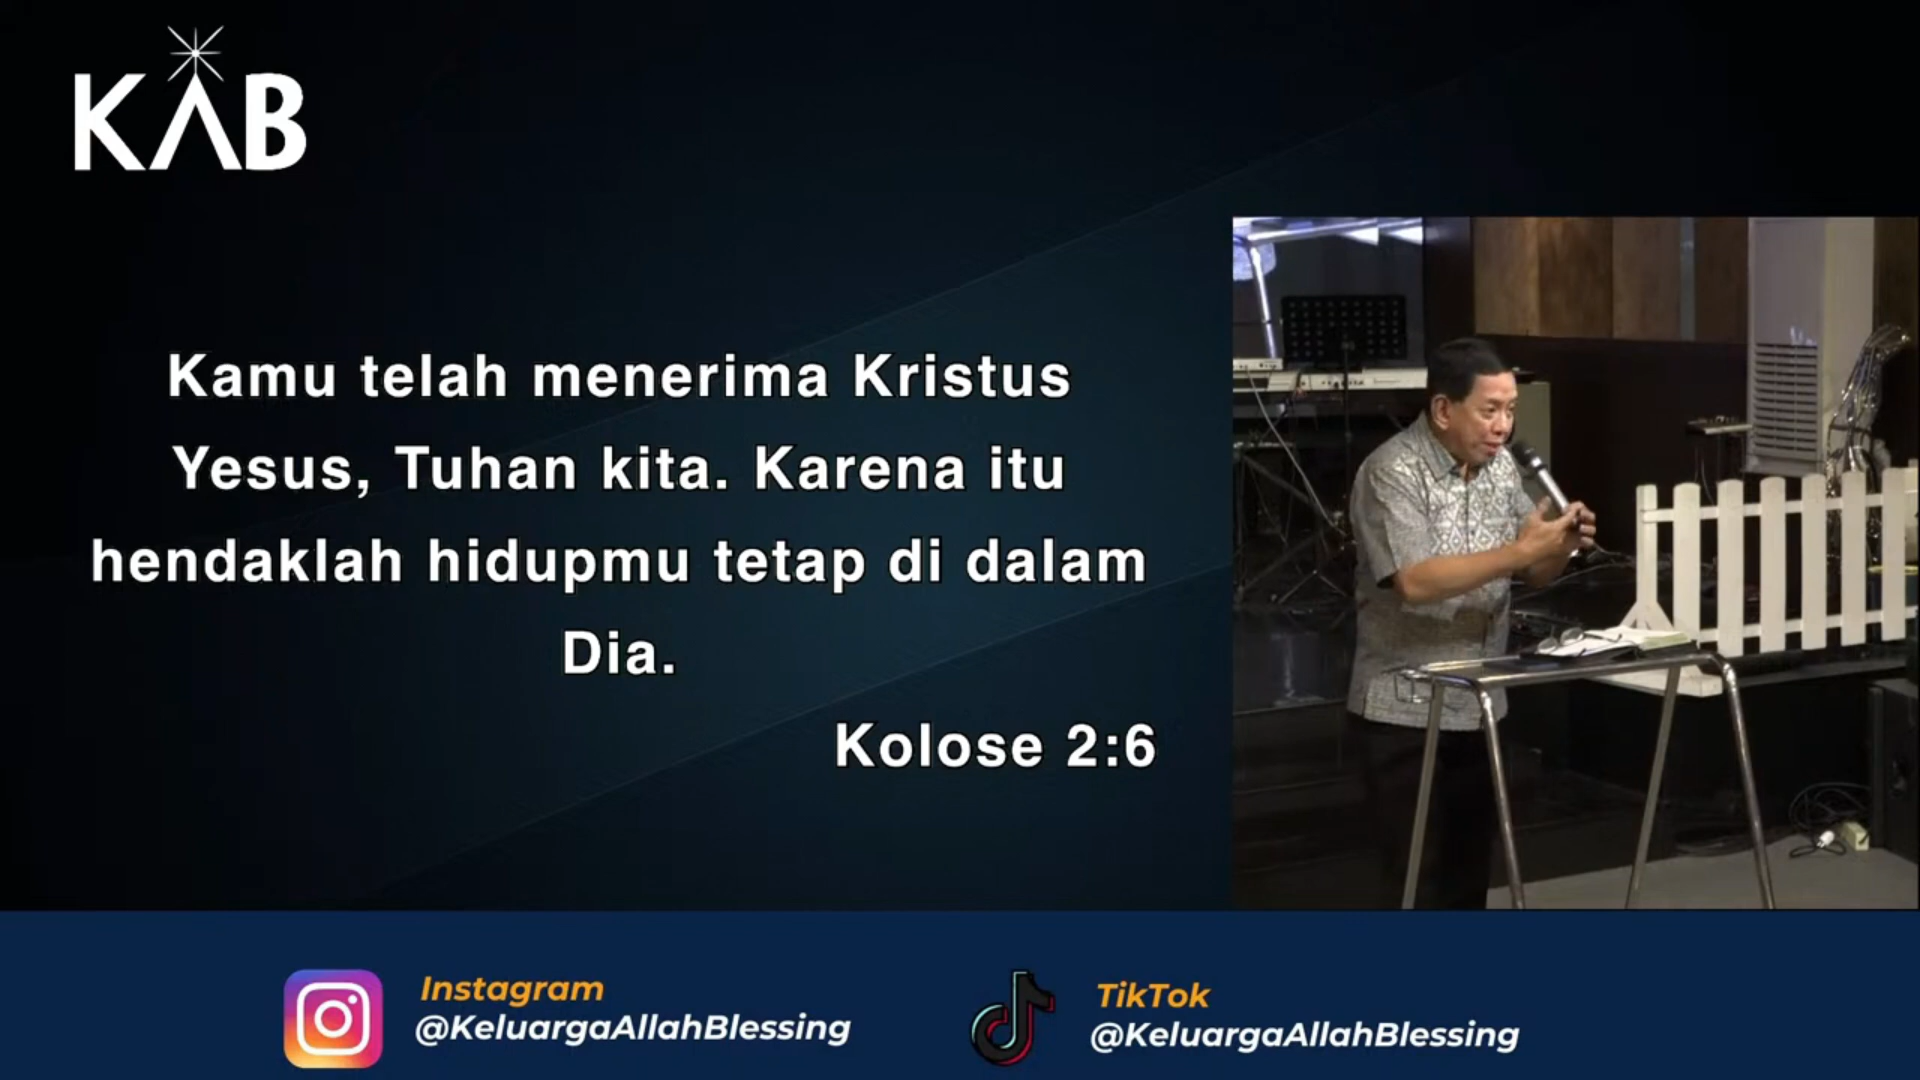 KAB
Kamu telah menerima Kristus
Yesus, Tuhan kita. Karena itu
hendaklah hidupmu tetap di dalam
Dia.
Kolose 2:6
Instagram
@KeluargaAllahBlessing
TikTok
@KeluargaAllahBlessing